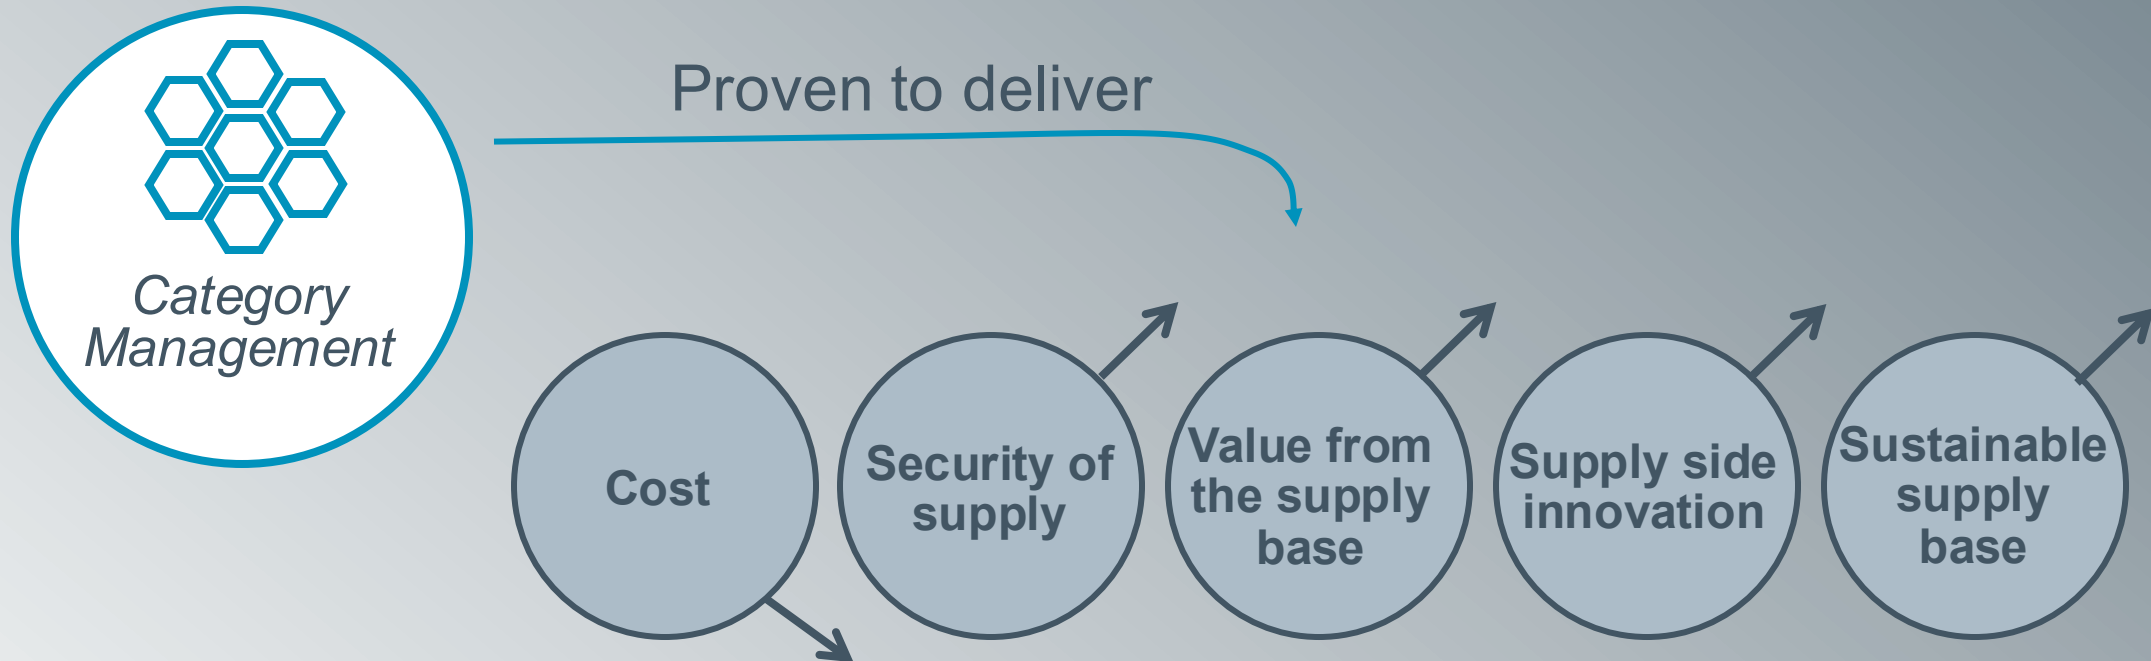 Proven to deliver
Category
Management
Cost
Security of
supply
Value from
the supply
base
Supply side
innovation
Sustainable
supply
base